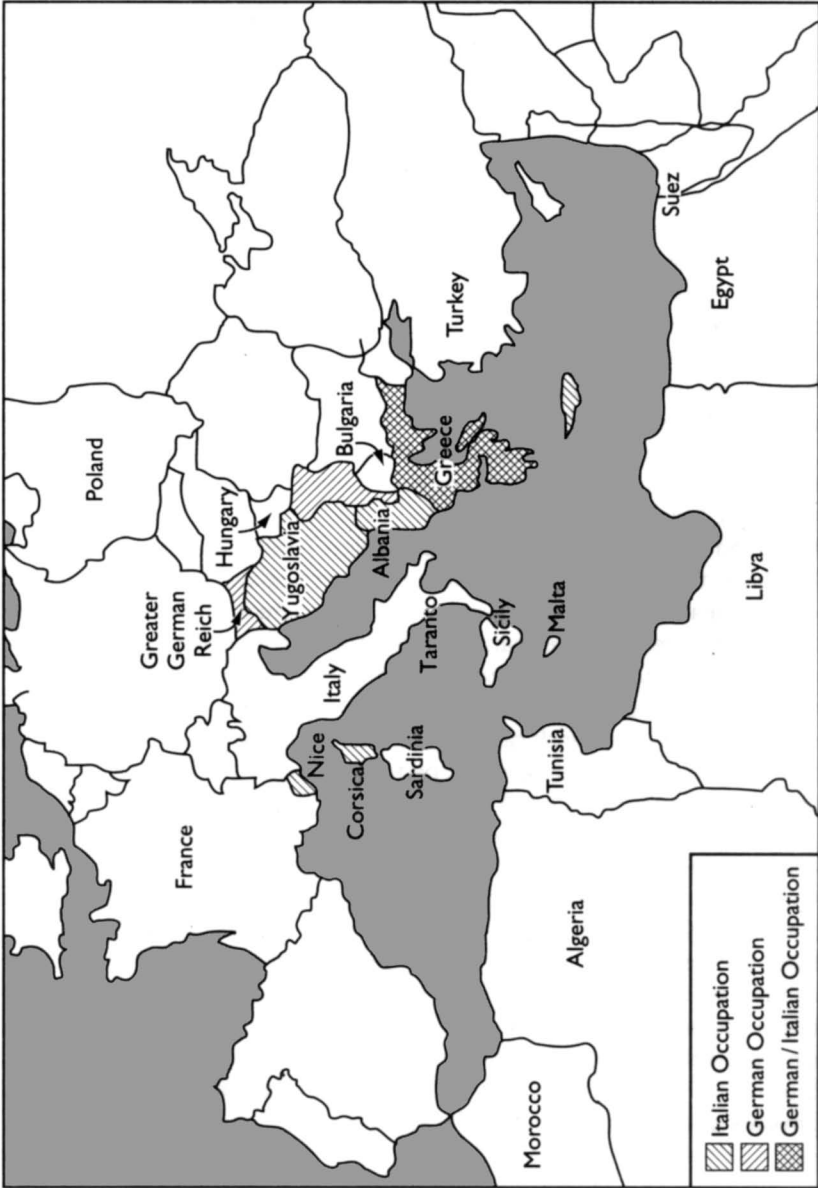 Poland
Hungary
Greater
German
Reich
Yugoslavia
Bulgaria
Albania
Greece
Turkey
France
Nice
Italy
Corsical
Sardinia
Taranto
Sicily
Malta
Suez
Egypt
Libya
Tunisia
Algeria
Morocco
Italian Occupation
German Occupation
German / Italian Occupation